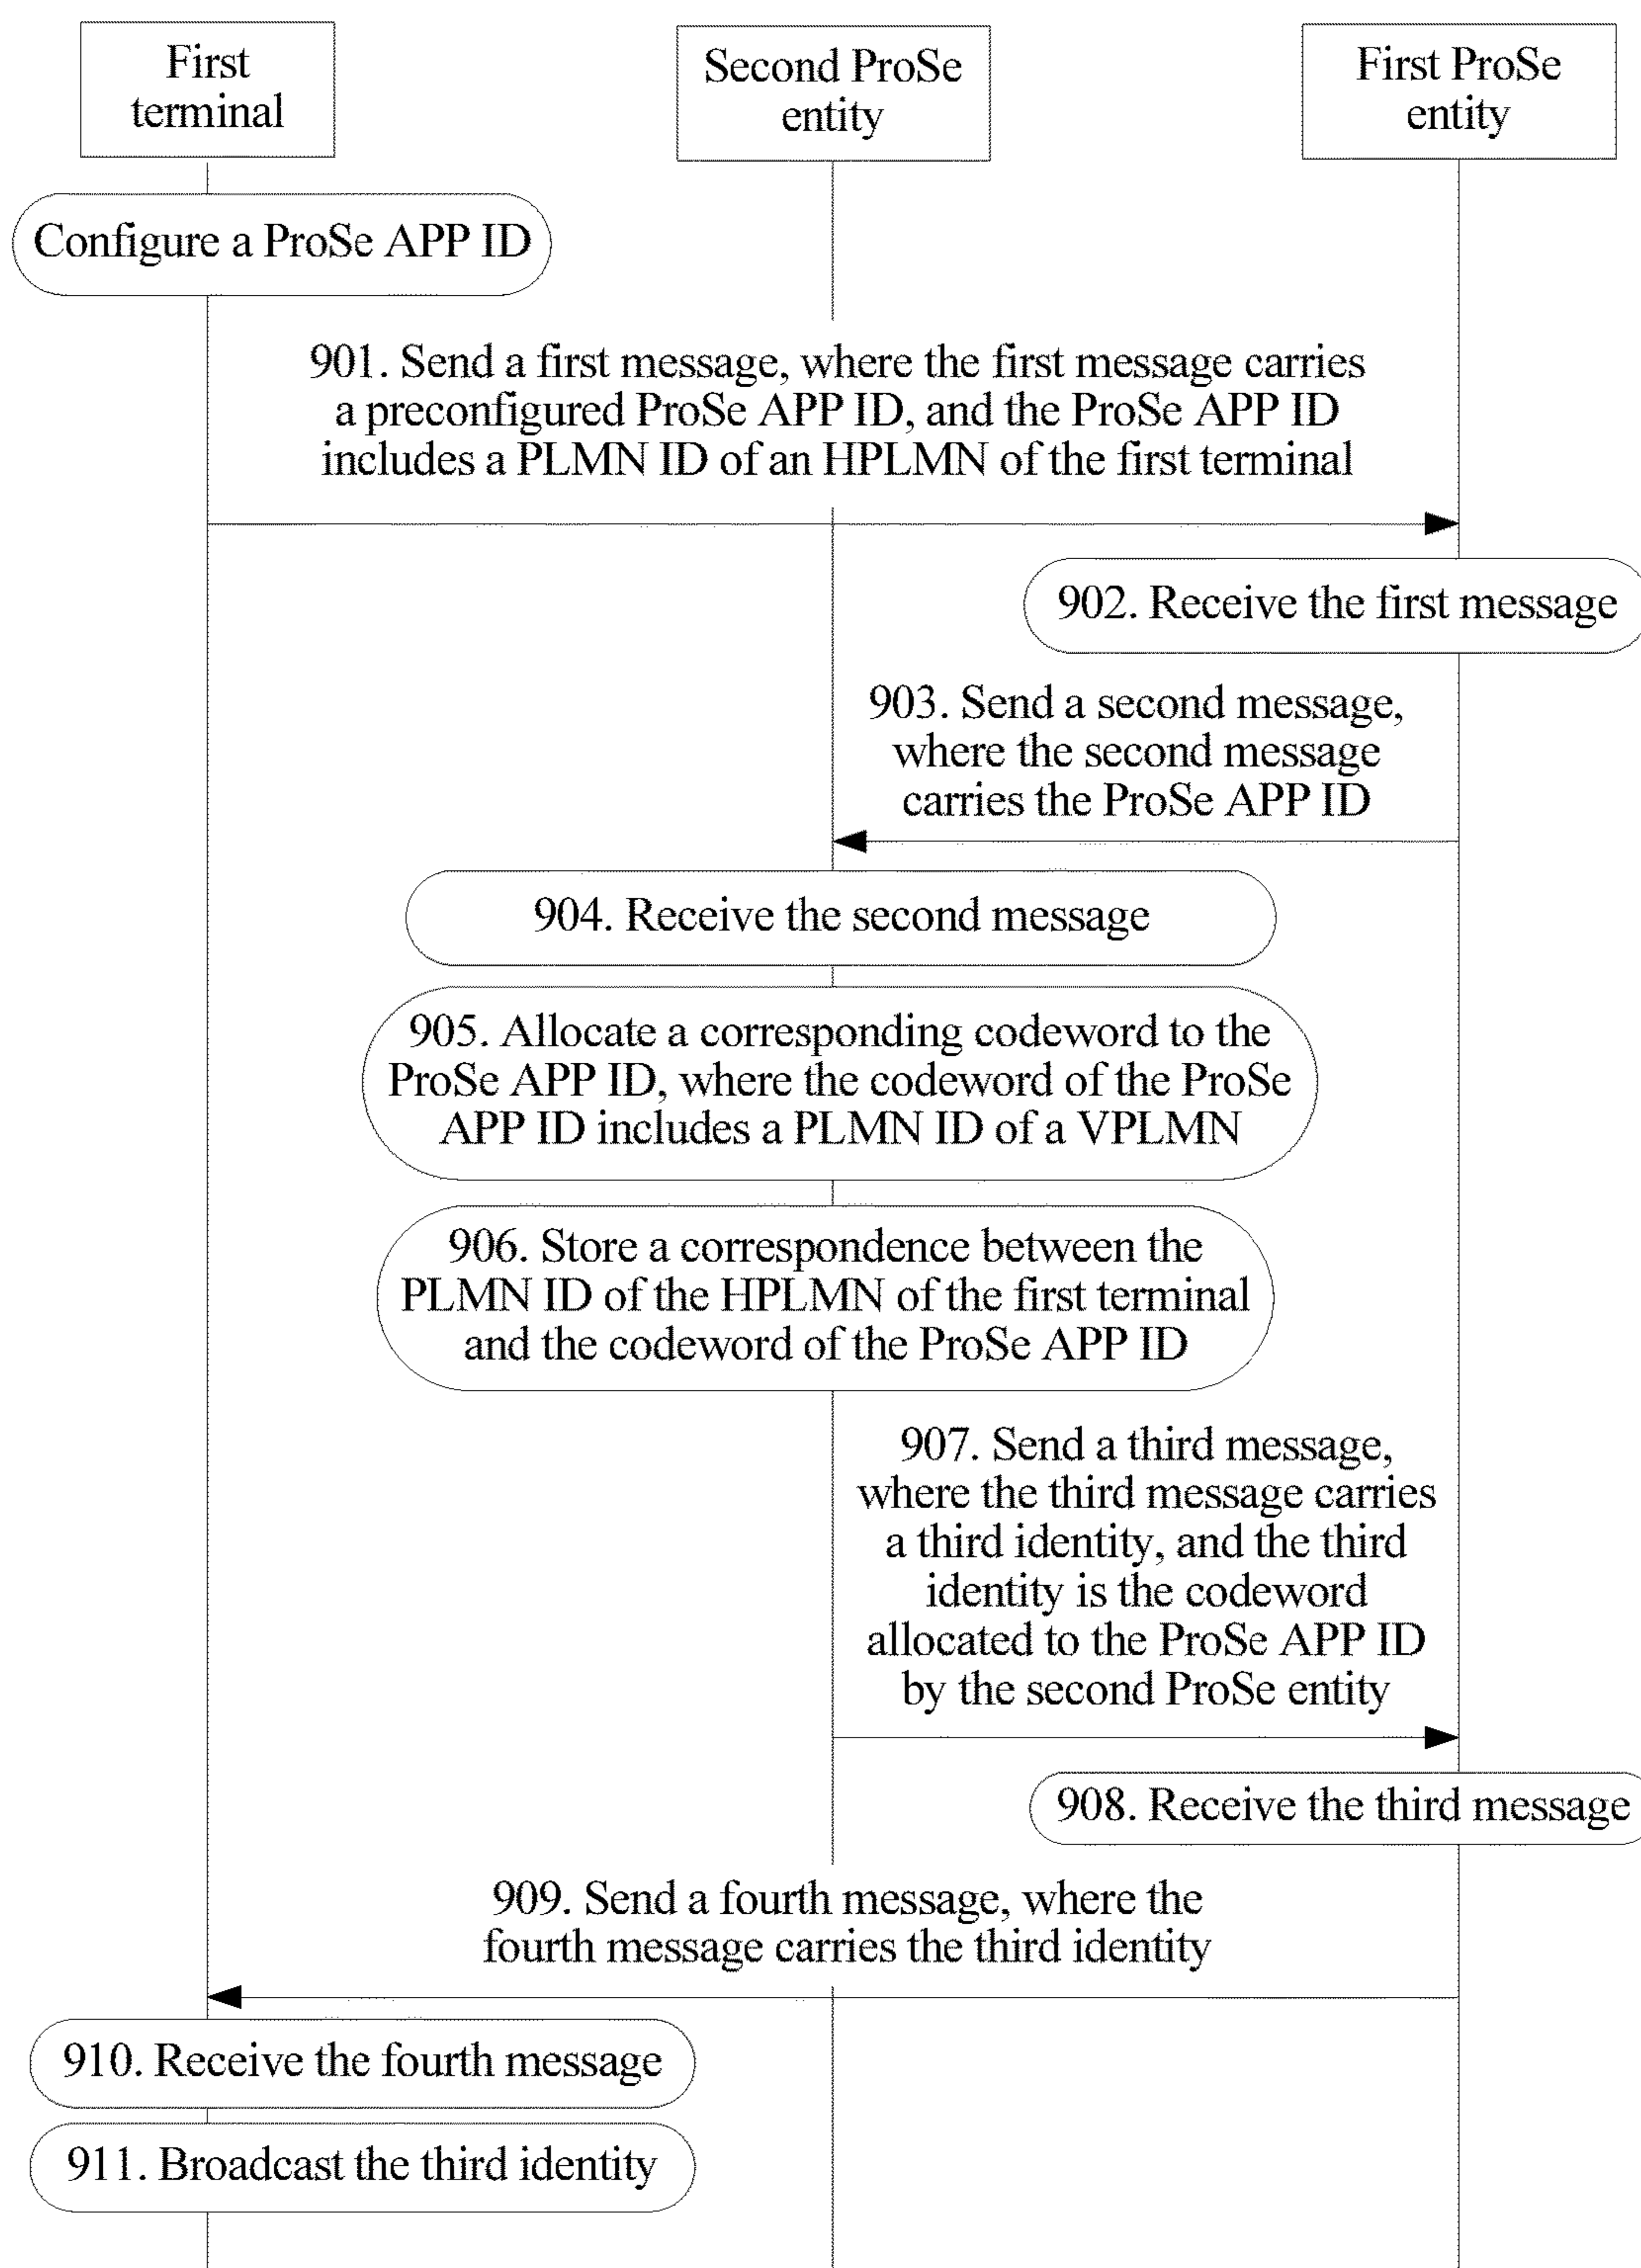 First
terminal
Second ProSe
entity
First ProSe
entity
Configure a ProSe APP ID
901. Send a first message, where the first message carries
a preconfigured ProSe APP ID, and the ProSe APP ID
includes a PLMN ID of an HPLMN of the first terminal
902. Receive the first message
903. Send a second message,
where the second message
carries the ProSe APP ID
904. Receive the second message
905. Allocate a corresponding codeword to the
ProSe APP ID, where the codeword of the ProSe
APP ID includes a PLMN ID of a VPLMN
906. Store a correspondence between the
PLMN ID of the HPLMN of the first terminal
and the codeword of the ProSe APP ID
907. Send a third message,
where the third message carries
a third identity, and the third
identity is the codeword
allocated to the ProSe APP ID
by the second ProSe entity
908. Receive the third message
909. Send a fourth message, where the
fourth message carries the third identity
910. Receive the fourth message
911. Broadcast the third identity